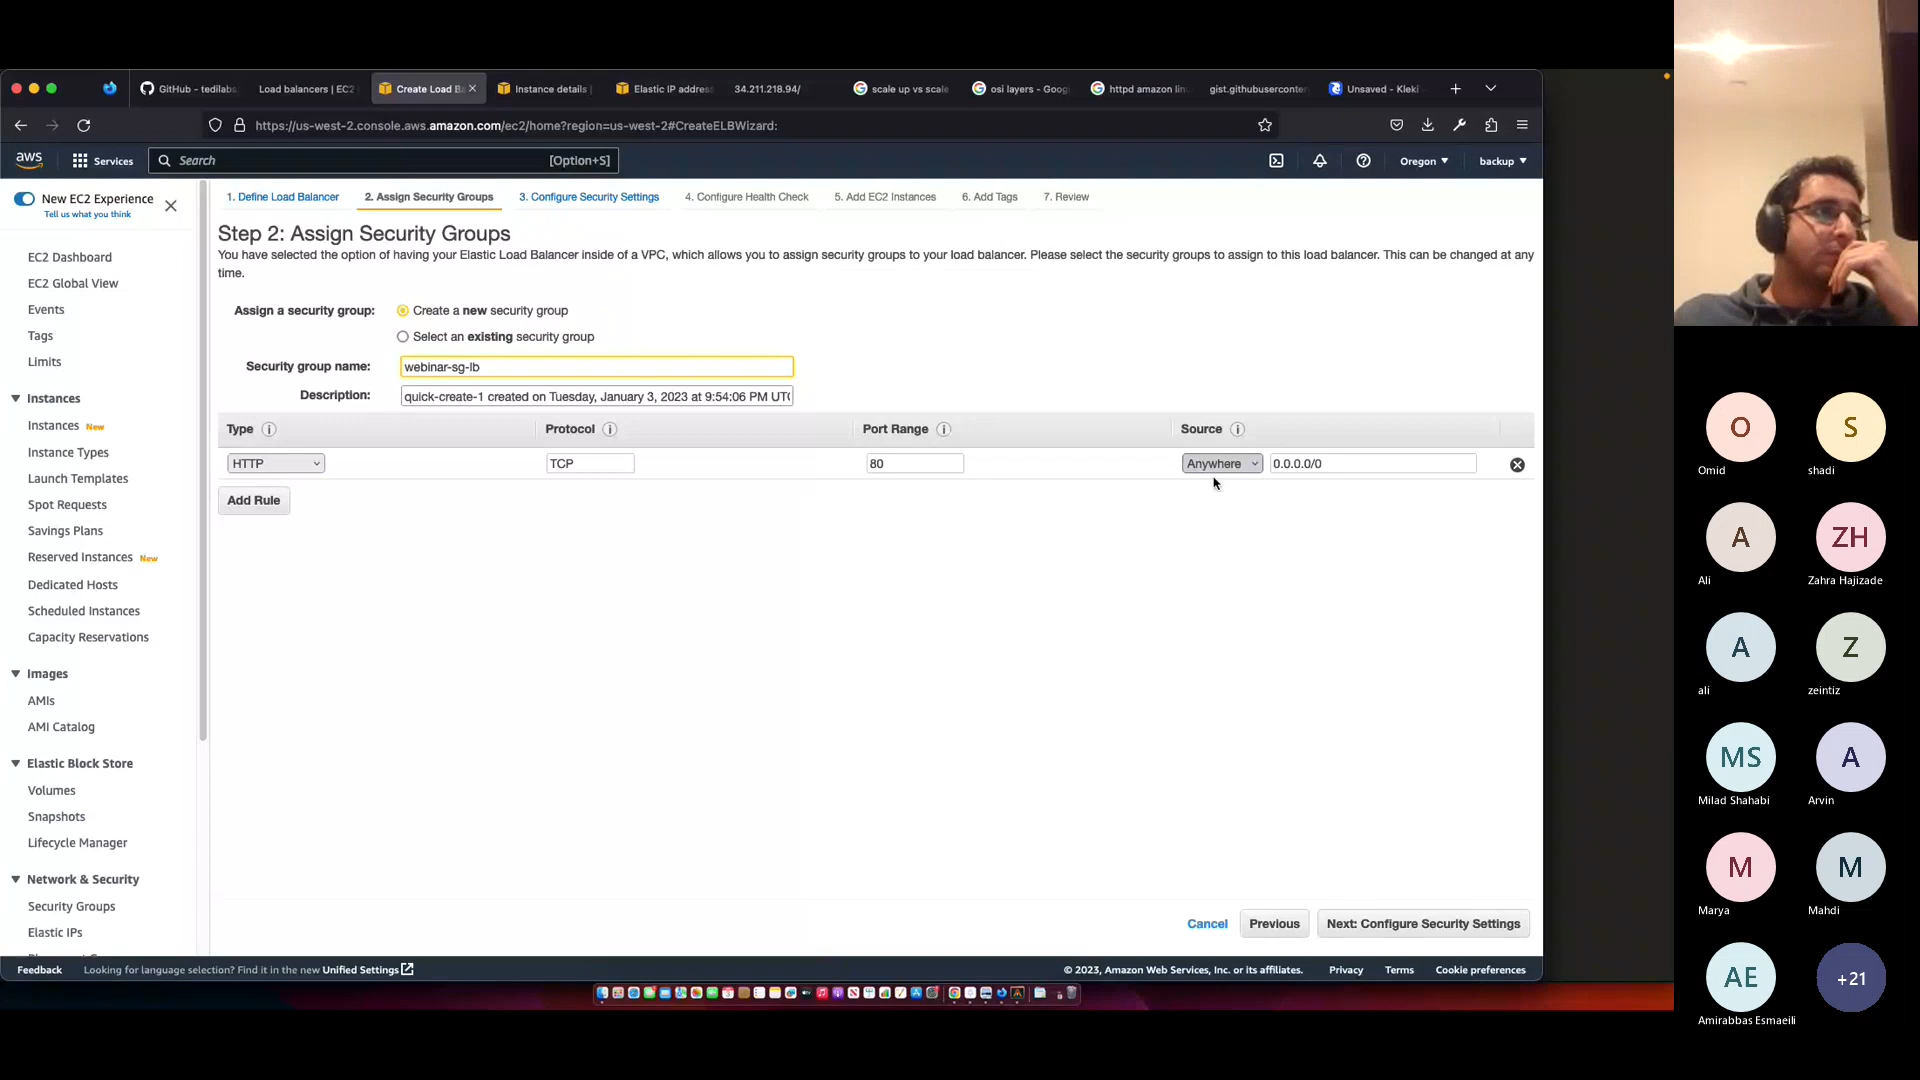 GitHub - tedilabs
Load balancers | EC2
Create Load Ba
Instance details |
Elastic IP address
34.211.218.94/
scale up vs scale
osi layers - Goog
httpd amazon lin
gist.githubuserconten
Unsaved - Kleki
https://us-west-2.console.aws.amazon.com/ec2/home?region=us-west-2#CreateELBWizard:
aws
Services
Search
[Option+S]
Oregon
backup
New EC2 Experience
Tell us what you think
EC2 Dashboard
EC2 Global View
Events
Tags
Limits
Instances
Instances New
Instance Types
Launch Templates
Spot Requests
Savings Plans
Reserved Instances New
Dedicated Hosts
Scheduled Instances
Capacity Reservations
Images
AMIs
AMI Catalog
Elastic Block Store
Volumes
Snapshots
Lifecycle Manager
Network & Security
Security Groups
Elastic IPs
1. Define Load Balancer
2. Assign Security Groups
3. Configure Security Settings
4. Configure Health Check
5. Add EC2 Instances
6. Add Tags
7. Review
Step 2: Assign Security Groups
You have selected the option of having your Elastic Load Balancer inside of a VPC, which allows you to assign security groups to your load balancer. Please select the security groups to assign to this load balancer. This can be changed at any
time.
Assign a security group:
Create a new security group
Select an existing security group
Security group name:
webinar-sg-lb
Description:
quick-create-1 created on Tuesday, January 3, 2023 at 9:54:06 PM UTC
Type
Protocol
Port Range
Source
HTTP
TCP
80
Anywhere
0.0.0.0/0
Add Rule
Cancel
Previous
Next: Configure Security Settings
Feedback
Looking for language selection? Find it in the new Unified Settings
© 2023, Amazon Web Services, Inc. or its affiliates.
Privacy
Terms
Cookie preferences
O
Omid
S
shadi
A
Ali
ZH
Zahra Hajizade
A
ali
Z
zeintiz
MS
Milad Shahabi
A
Arvin
M
Marya
M
Mahdi
AE
Amirabbas Esmaeili
+21